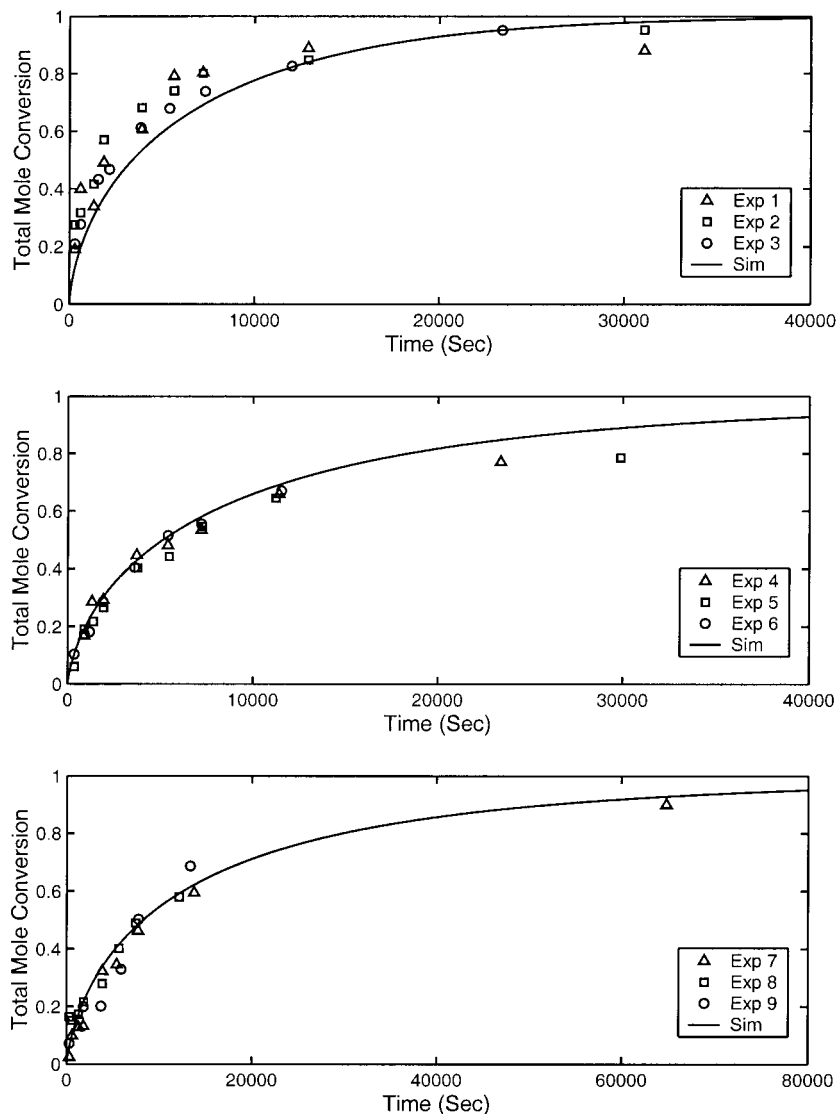 1
0.8
0.6
0.4
0.2
0
Total Mole Conversion
Exp 1
Exp 2
Exp 3
Sim
0
10000
20000
30000
40000
Time (Sec)
1
0.8
0.6
0.4
0.2
0
Total Mole Conversion
Exp 4
Exp 5
Exp 6
Sim
0
10000
20000
30000
40000
Time (Sec)
1
0.8
0.6
0.4
0.2
0
Total Mole Conversion
Exp 7
Exp 8
Exp 9
Sim
0
20000
40000
60000
80000
Time (Sec)